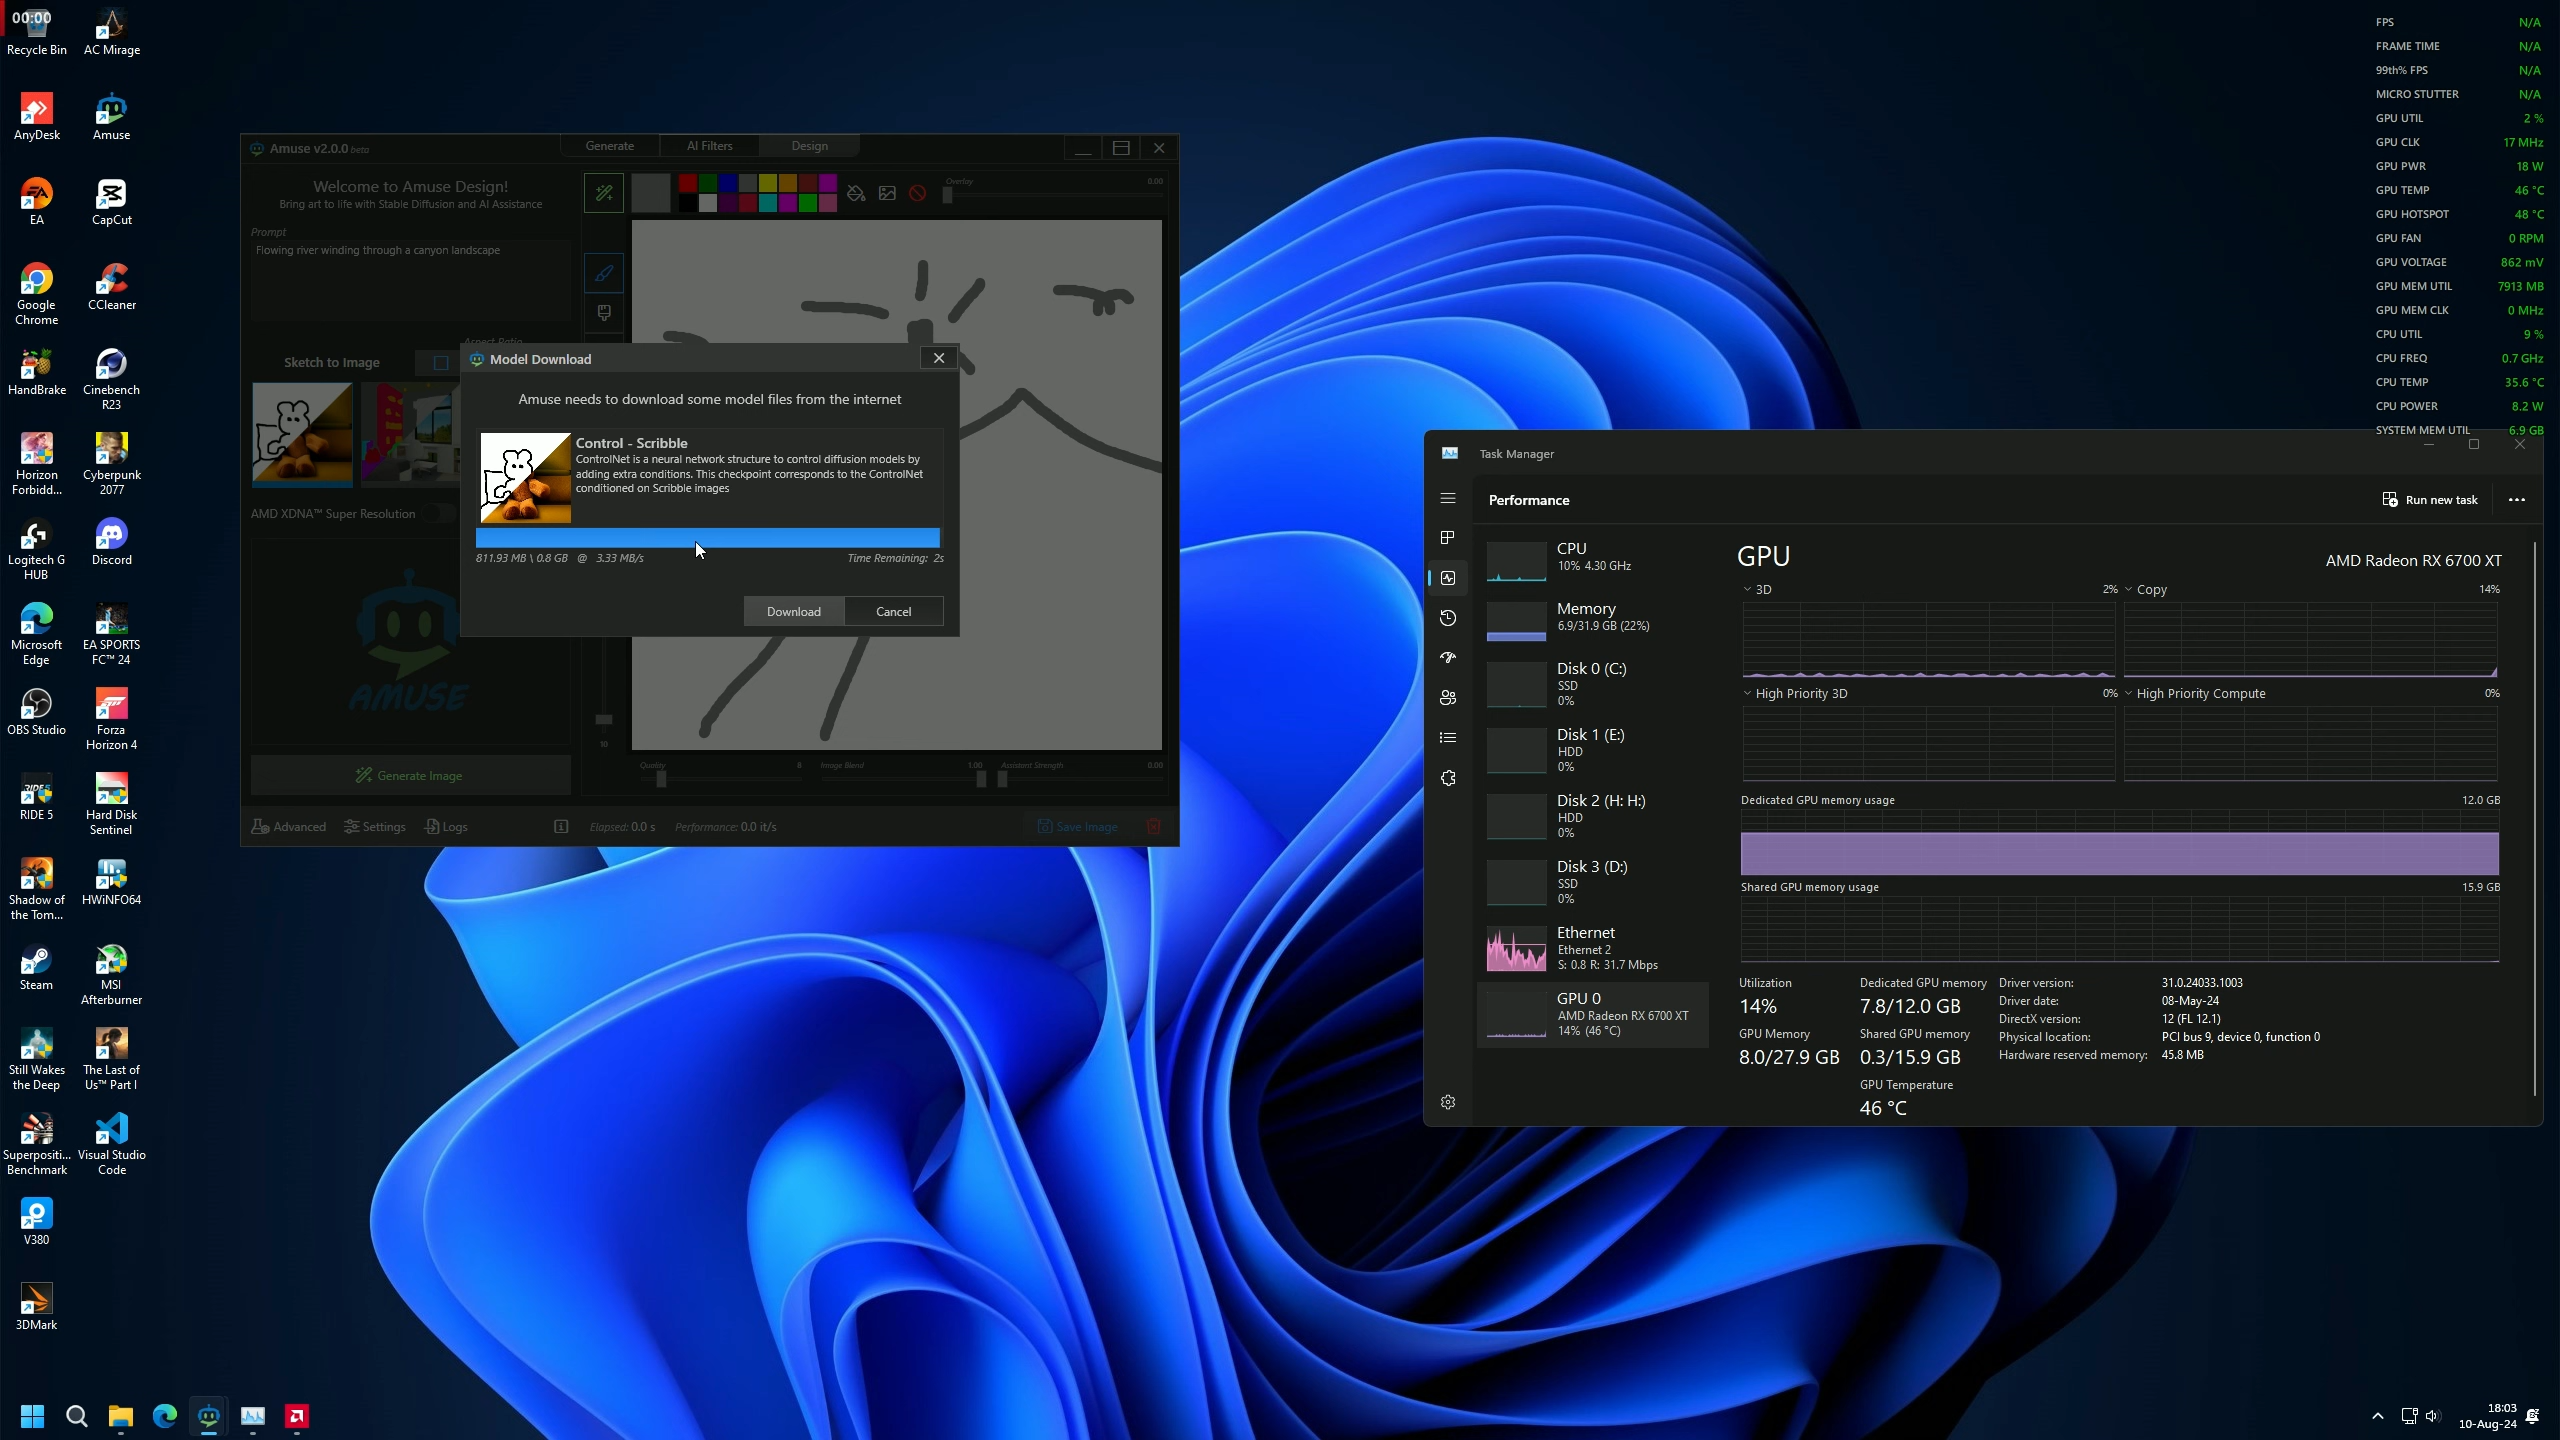 00:00
Recycle Bin
AC Mirage
AnyDesk
Amuse
EA
CapCut
Google
Chrome
CCleaner
HandBrake
Cinebench
R23
Horizon
Forbidd...
Cyberpunk
2077
Logitech G
HUB
Discord
Microsoft
Edge
EA SPORTS
FC™ 24
OBS Studio
Forza
Horizon 4
RIDE 5
Hard Disk
Sentinel
Shadow of
the Tom...
HWiNFO64
Steam
MSI
Afterburner
Still Wakes
the Deep
The Last of
Us™ Part I
Superpositi...
Benchmark
Visual Studio
Code
V380
3DMark
Amuse v2.0.0 beta
Generate
AI Filters
Design
Welcome to Amuse Design!
Bring art to life with Stable Diffusion and AI Assistance
Prompt
Flowing river winding through a canyon landscape
Overlay
0.00
Aspect Ratio
Sketch to Image
AMD XDNA™ Super Resolution
AMUSE
Generate Image
10
Quality
8
Image Blend
1.00
Assistant Strength
0.00
Advanced
Settings
Logs
Elapsed: 0.0 s
Performance: 0.0 it/s
Save Image
Model Download
Amuse needs to download some model files from the internet
Control - Scribble
ControlNet is a neural network structure to control diffusion models by
adding extra conditions. This checkpoint corresponds to the ControlNet
conditioned on Scribble images
811.93 MB \ 0.8 GB @ 3.33 MB/s
Time Remaining: 2s
Download
Cancel
FPS N/A
FRAME TIME N/A
99th% FPS N/A
MICRO STUTTER N/A
GPU UTIL 2 %
GPU CLK 17 MHz
GPU PWR 18 W
GPU TEMP 46 °C
GPU HOTSPOT 48 °C
GPU FAN 0 RPM
GPU VOLTAGE 862 mV
GPU MEM UTIL 7913 MB
GPU MEM CLK 0 MHz
CPU UTIL 9 %
CPU FREQ 0.7 GHz
CPU TEMP 35.6 °C
CPU POWER 8.2 W
SYSTEM MEM UTIL 6.9 GB
Task Manager
Performance
Run new task
CPU
10% 4.30 GHz
Memory
6.9/31.9 GB (22%)
Disk 0 (C:)
SSD
0%
Disk 1 (E:)
HDD
0%
Disk 2 (H: H:)
HDD
0%
Disk 3 (D:)
SSD
0%
Ethernet
Ethernet 2
S: 0.8 R: 31.7 Mbps
GPU 0
AMD Radeon RX 6700 XT
14% (46 °C)
GPU
AMD Radeon RX 6700 XT
3D 2%
Copy 14%
High Priority 3D 0%
High Priority Compute 0%
Dedicated GPU memory usage 12.0 GB
Shared GPU memory usage 15.9 GB
Utilization
14%
Dedicated GPU memory
7.8/12.0 GB
GPU Memory
8.0/27.9 GB
Shared GPU memory
0.3/15.9 GB
GPU Temperature
46 °C
Driver version: 31.0.24033.1003
Driver date: 08-May-24
DirectX version: 12 (FL 12.1)
Physical location: PCI bus 9, device 0, function 0
Hardware reserved memory: 45.8 MB
18:03
10-Aug-24